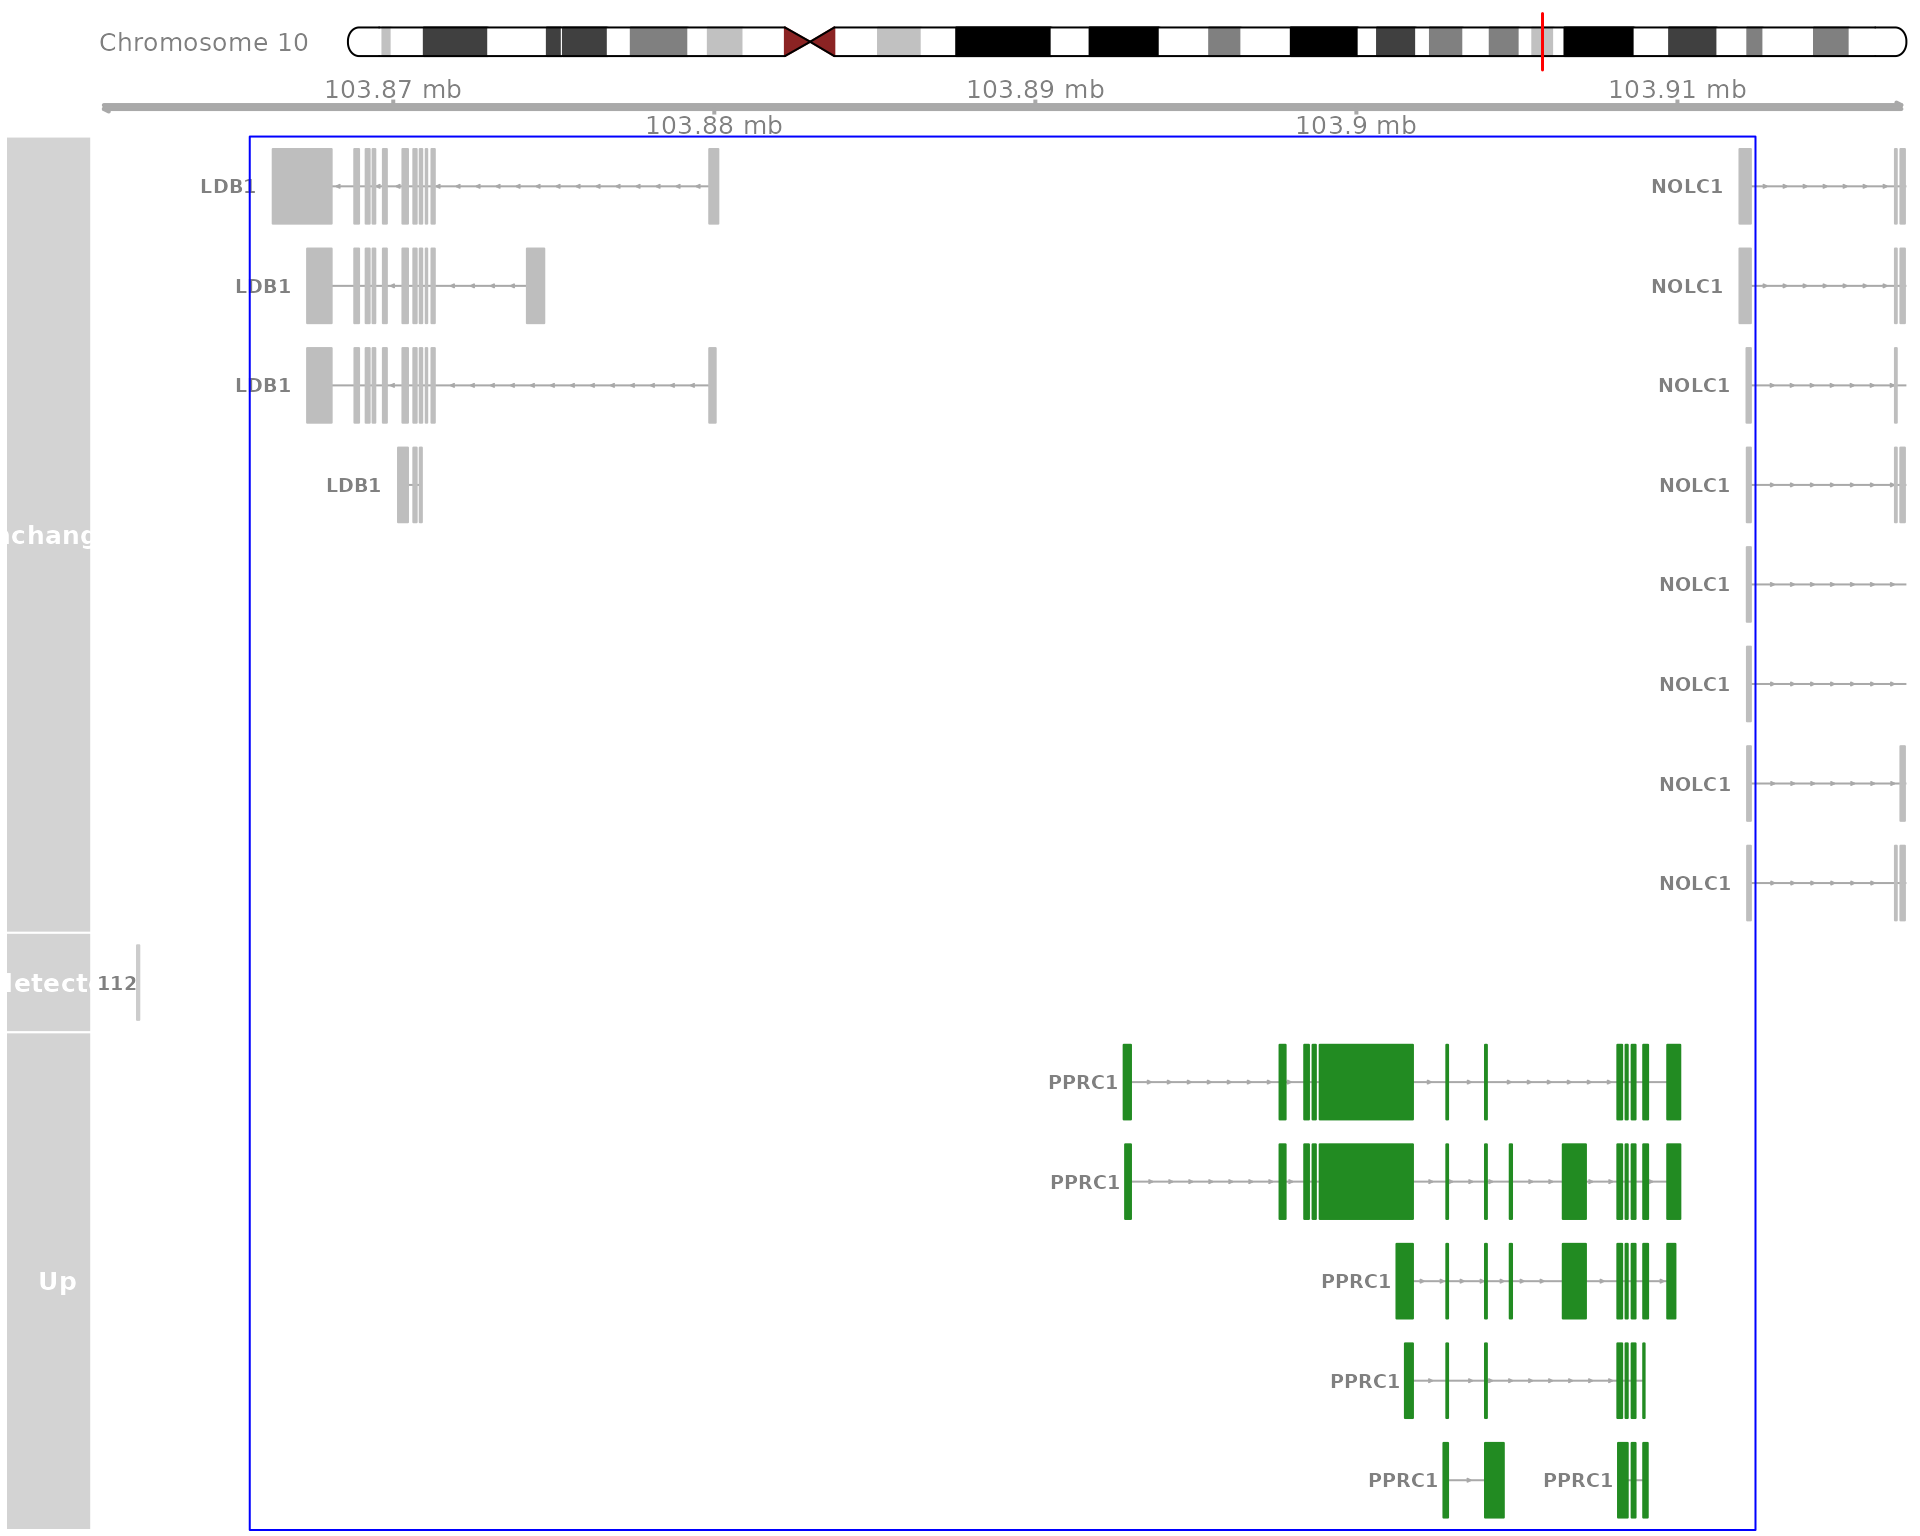 Chromosome 10
103.87 mb 103.89 mb 103.91 mb
103.88 mb 103.9 mb
LDB1 NOLC1
LDB1 NOLC1
LDB1 NOLC1
LDB1 NOLC1
nchang
NOLC1
NOLC1
NOLC1
NOLC1
letect 112
PPRC1
PPRC1
Up PPRC1
PPRC1
PPRC1 PPRC1